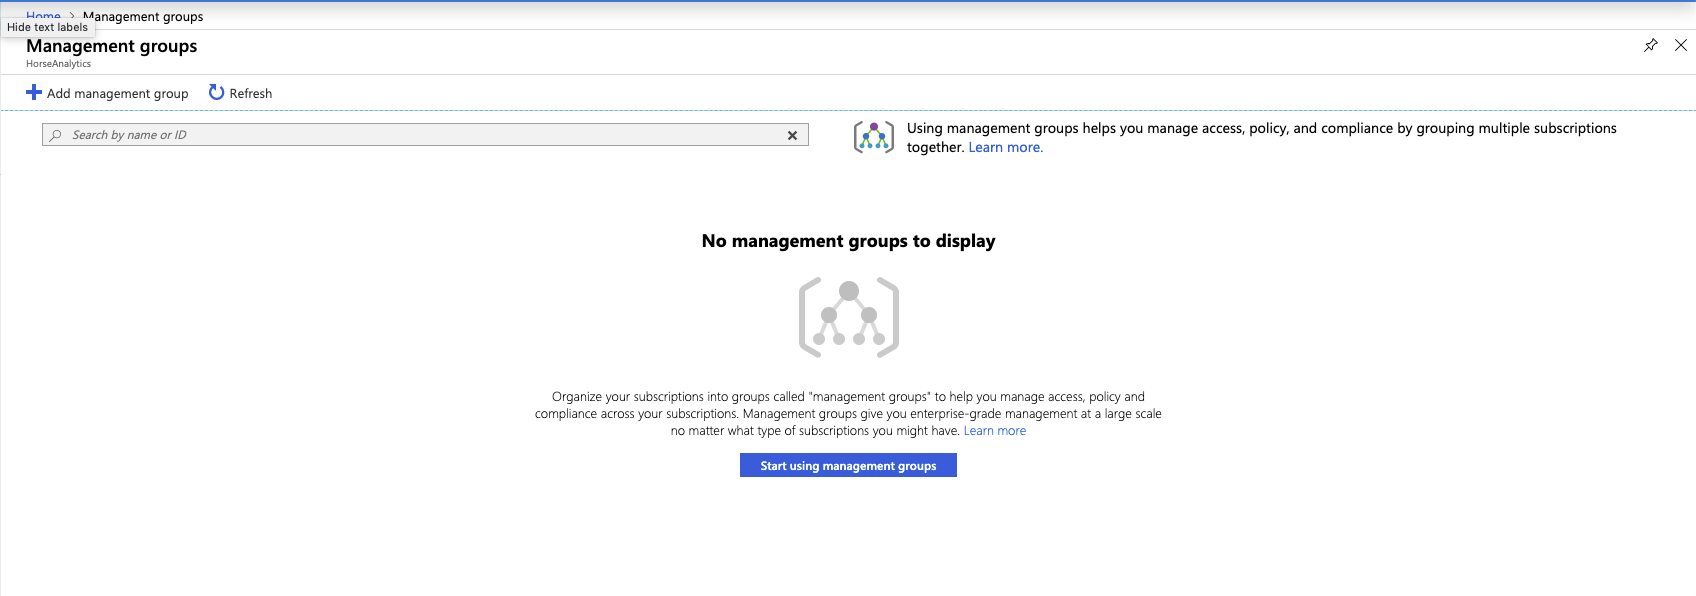 Home > Management groups
Hide text labels
Management groups
HorseAnalytics
Add management group Refresh
Search by name or ID
Using management groups helps you manage access, policy, and compliance by grouping multiple subscriptions
together. Learn more.
No management groups to display
Organize your subscriptions into groups called "management groups" to help you manage access, policy and
compliance across your subscriptions. Management groups give you enterprise-grade management at a large scale
no matter what type of subscriptions you might have. Learn more
Start using management groups